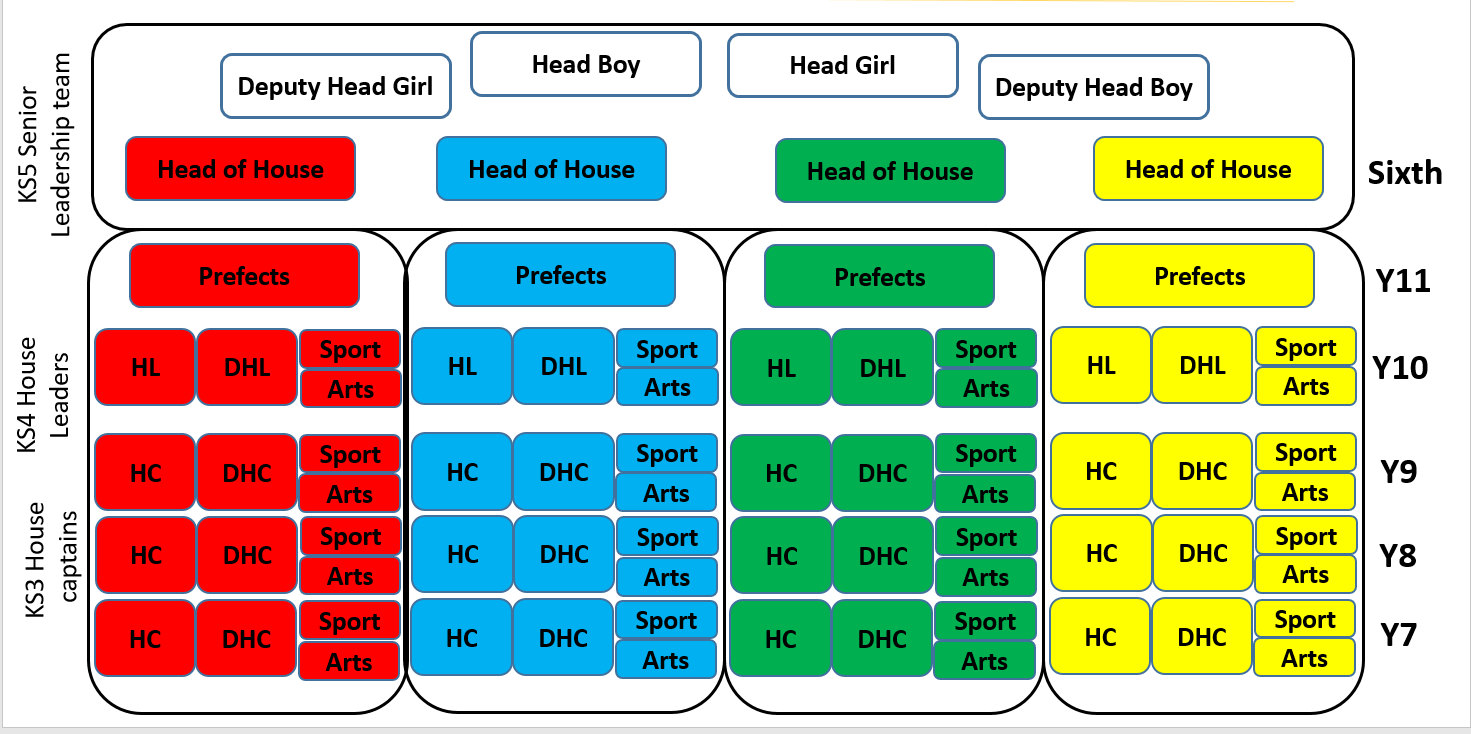 KS5 Senior
Leadership team
Deputy Head Girl
Head Boy
Head Girl
Deputy Head Boy
Head of House
Head of House
Head of House
Head of House
Sixth
Prefects
Prefects
Prefects
Prefects
Y11
KS4 House
Leaders
HL
DHL
Sport
Arts
HL
DHL
Sport
Arts
HL
DHL
Sport
Arts
HL
DHL
Sport
Arts
Y10
KS3 House
captains
HC
DHC
Sport
Arts
HC
DHC
Sport
Arts
HC
DHC
Sport
Arts
HC
DHC
Sport
Arts
Y9
HC
DHC
Sport
Arts
HC
DHC
Sport
Arts
HC
DHC
Sport
Arts
HC
DHC
Sport
Arts
Y8
HC
DHC
Sport
Arts
HC
DHC
Sport
Arts
HC
DHC
Sport
Arts
HC
DHC
Sport
Arts
Y7